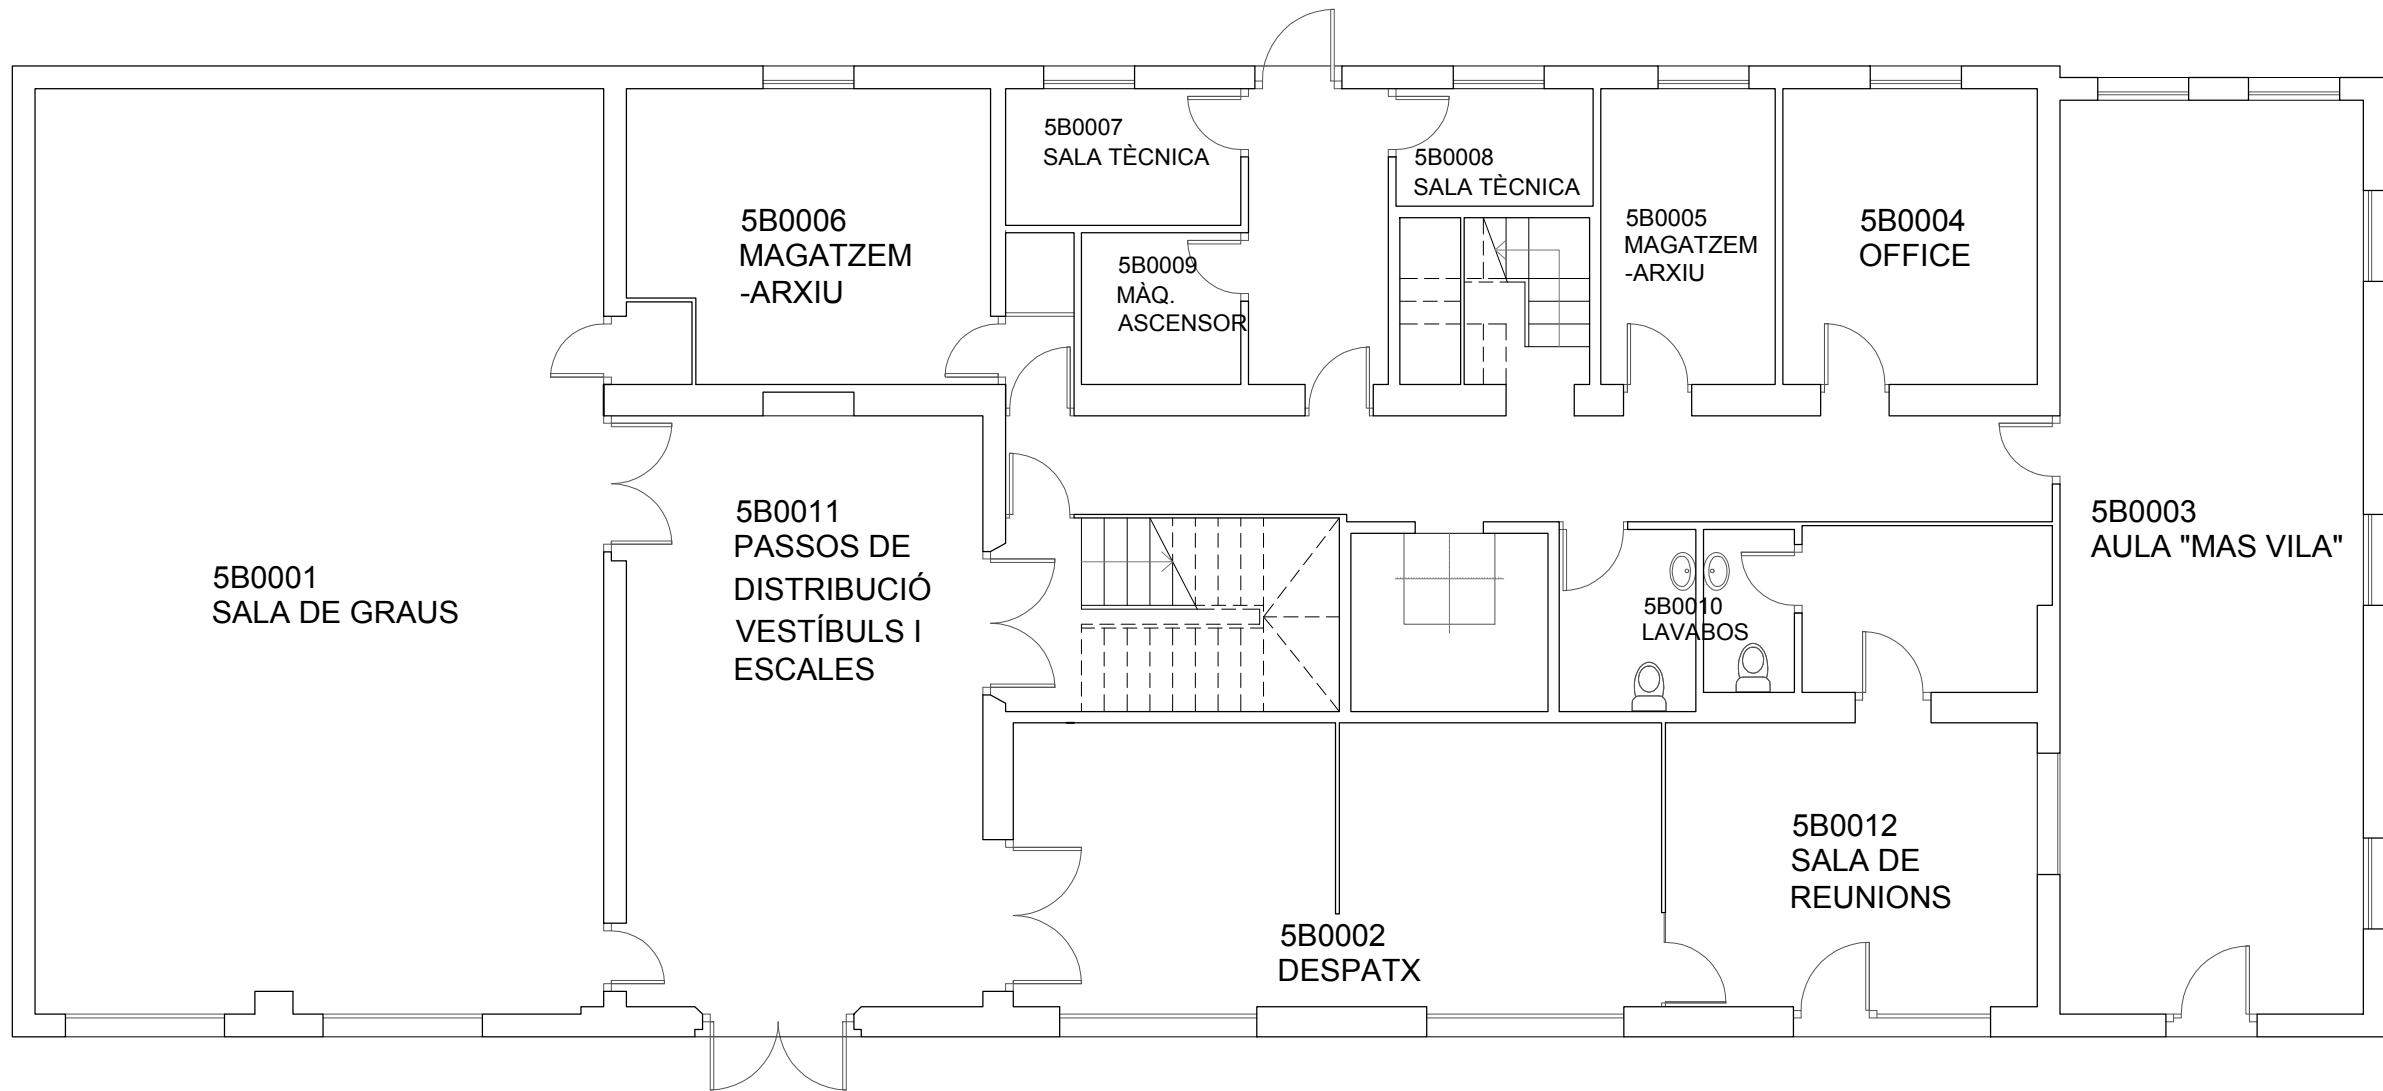 5B0007
SALA TÈCNICA
5B0008
SALA TÈCNICA
5B0006
MAGATZEM
-ARXIU
5B0009
MÀQ.
ASCENSOR
5B0005
MAGATZEM
-ARXIU
5B0004
OFFICE
5B0001
SALA DE GRAUS
5B0011
PASSOS DE
DISTRIBUCIÓ
VESTÍBULS I
ESCALES
5B0010
LAVABOS
5B0003
AULA "MAS VILA"
5B0002
DESPATX
5B0012
SALA DE
REUNIONS